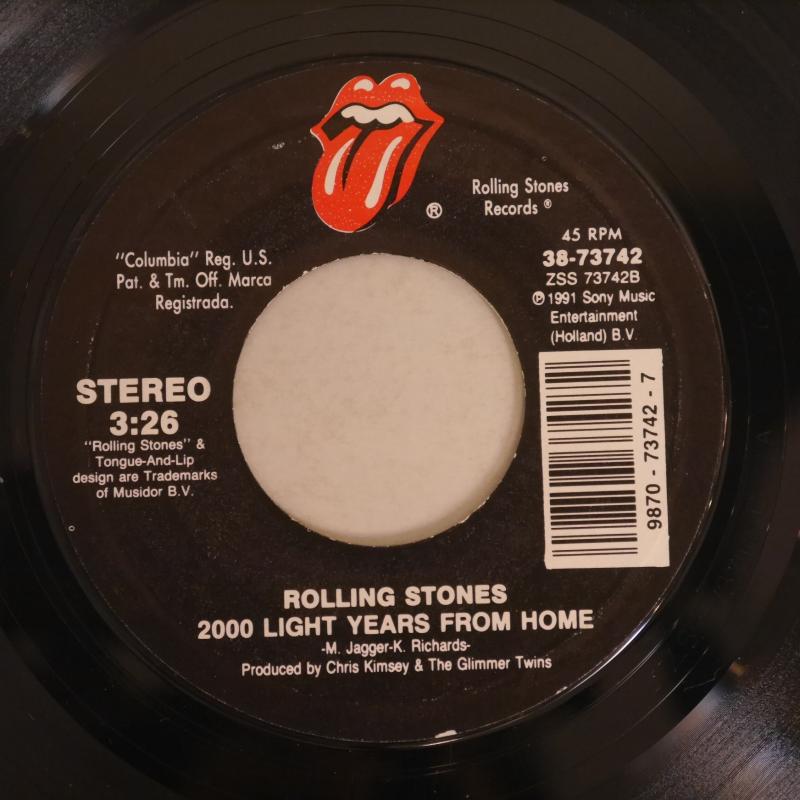 ®
Rolling Stones
Records ®
"Columbia" Reg. U.S.
Pat. & Tm. Off. Marca
Registrada.
45 RPM
38-73742
ZSS 73742B
℗ 1991 Sony Music
Entertainment
(Holland) B.V.
STEREO
3:26
"Rolling Stones" &
Tongue-And-Lip
design are Trademarks
of Musidor B.V.
9870 - 73742 - 7
ROLLING STONES
2000 LIGHT YEARS FROM HOME
-M. Jagger-K. Richards-
Produced by Chris Kimsey & The Glimmer Twins